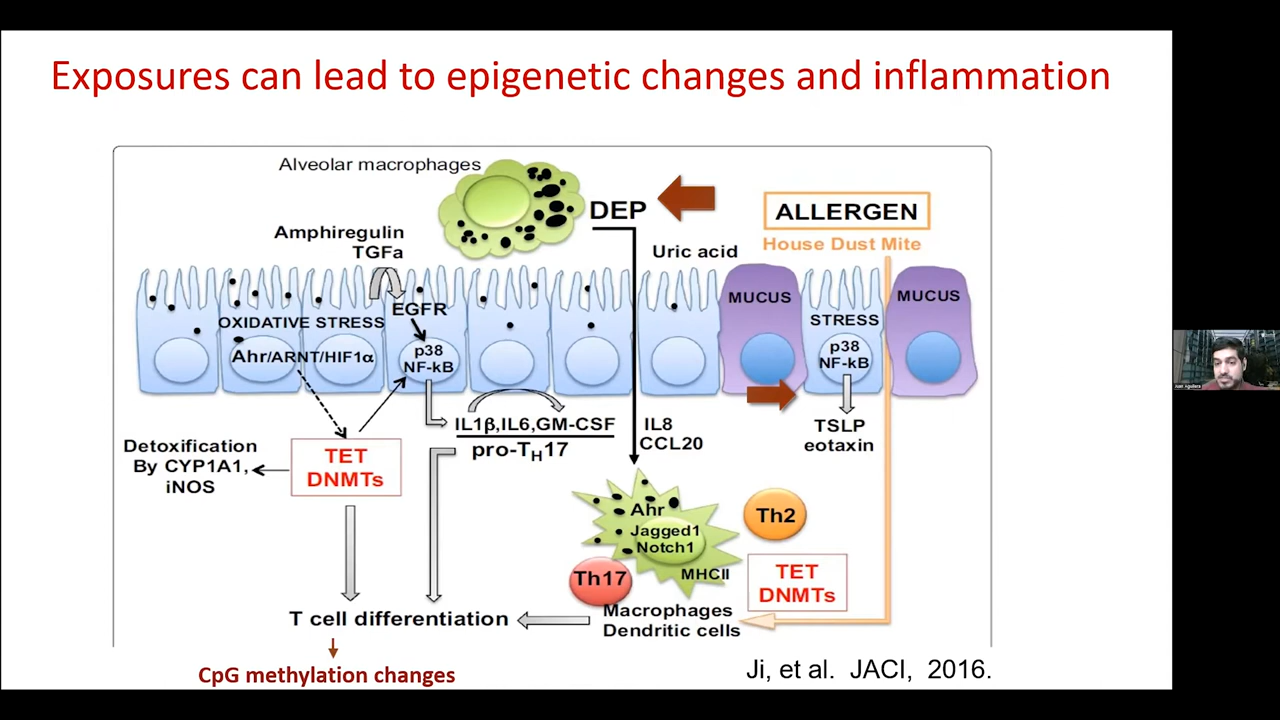 Exposures can lead to epigenetic changes and inflammation
Alveolar macrophages
DEP
ALLERGEN
House Dust Mite
Amphiregulin
TGFa
Uric acid
EGFR
MUCUS
MUCUS
OXIDATIVE STRESS
STRESS
Ahr/ARNT/HIF1α
p38
NF-kB
p38
NF-kB
IL1β,IL6,GM-CSF
pro-TH17
IL8
CCL20
TSLP
eotaxin
Detoxification
By CYP1A1,
iNOS
TET
DNMTs
Ahr
Jagged1
Notch1
MHCII
Th2
Th17
TET
DNMTs
Macrophages
Dendritic cells
T cell differentiation
CpG methylation changes
Ji, et al. JACI, 2016.
Juan Aguilera